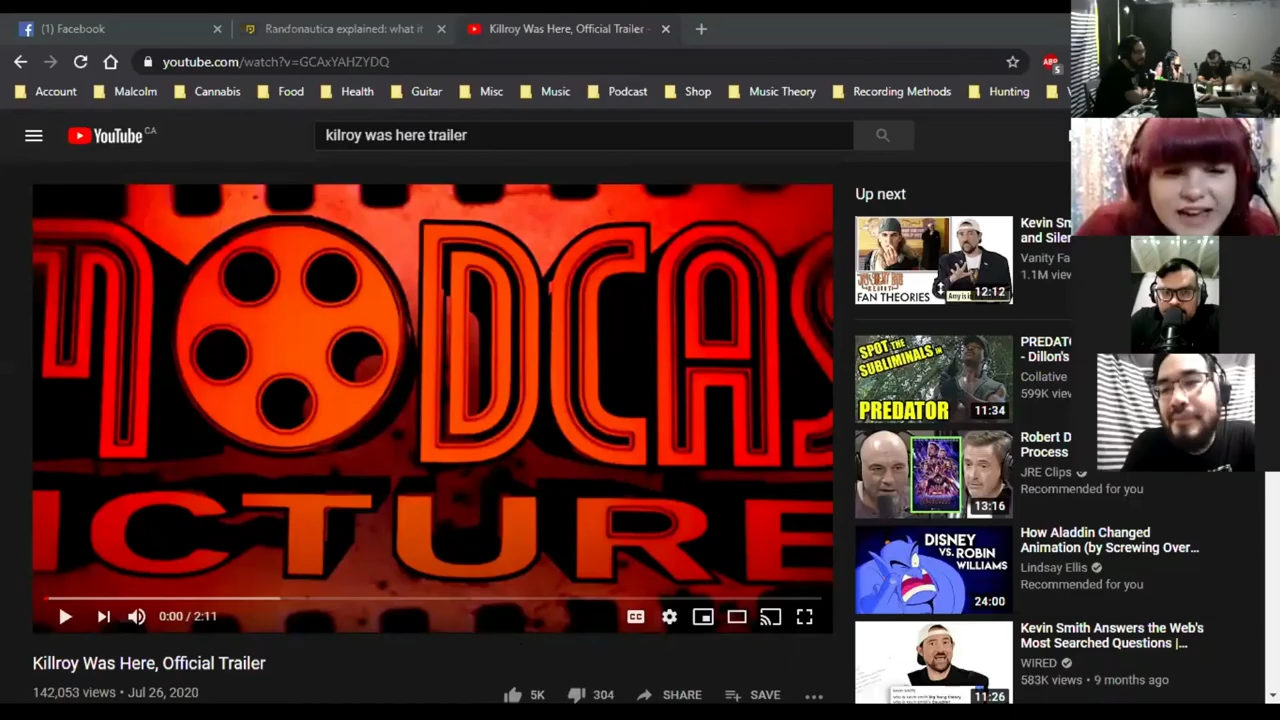 (1) Facebook
Randonautica explained: what it
Killroy Was Here, Official Trailer -
youtube.com/watch?v=GCAxYAHZYDQ
ABP
5
Account
Malcolm
Cannabis
Food
Health
Guitar
Misc
Music
Podcast
Shop
Music Theory
Recording Methods
Hunting
YouTube CA
kilroy was here trailer
MODCAS
ICTURE
0:00 / 2:11
CC
Killroy Was Here, Official Trailer
142,053 views • Jul 26, 2020
5K
304
SHARE
SAVE
Up next
FAN THEORIES
12:12
Kevin Sm
and Siler
Vanity Fa
1.1M view
SPOT THE
SUBLIMINALS IN
PREDATOR
11:34
PREDATO
- Dillon's
Collative
599K view
13:16
Robert D
Process
JRE Clips
Recommended for you
DISNEY
VS. ROBIN
WILLIAMS
24:00
How Aladdin Changed
Animation (by Screwing Over...
Lindsay Ellis
Recommended for you
11:26
Kevin Smith Answers the Web's
Most Searched Questions |...
WIRED
583K views • 9 months ago